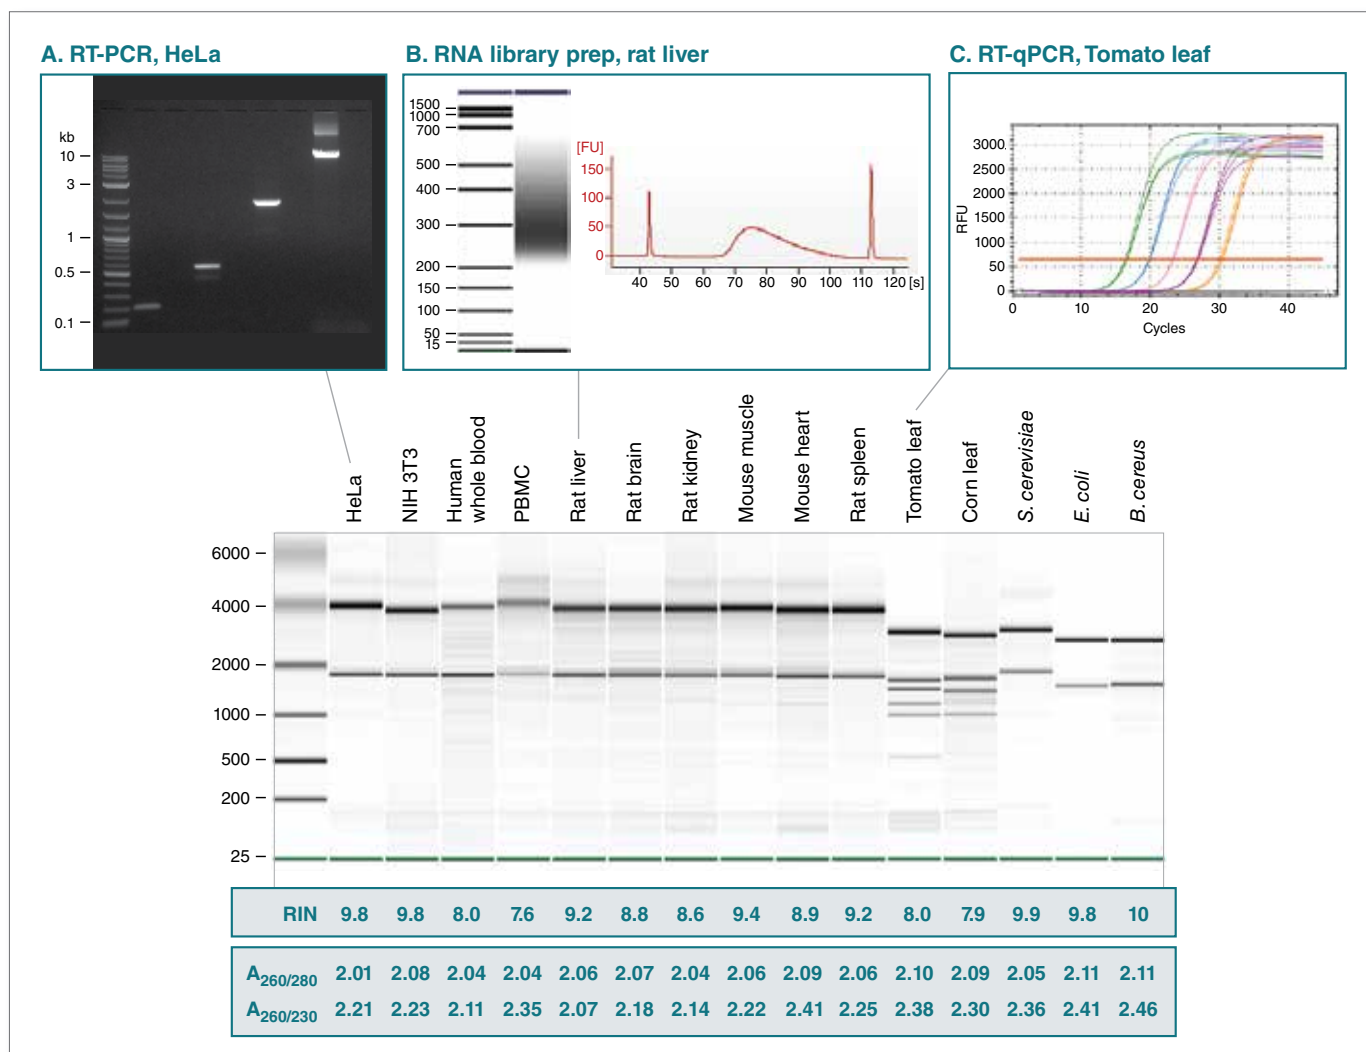 A. RT-PCR, HeLa
B. RNA library prep, rat liver
C. RT-qPCR, Tomato leaf
kb
10
3
1
0.5
0.1
1500
1000
700
500
400
300
200
150
100
50
15
[FU]
150
100
50
0
40 50 60 70 80 90 100 110 120 [s]
RFU
3000
2500
2000
1500
1000
50
0
0 10 20 30 40
Cycles
HeLa
NIH 3T3
Human
whole blood
PBMC
Rat liver
Rat brain
Rat kidney
Mouse muscle
Mouse heart
Rat spleen
Tomato leaf
Corn leaf
S. cerevisiae
E. coli
B. cereus
6000
4000
2000
1000
500
200
25
RIN 9.8 9.8 8.0 7.6 9.2 8.8 8.6 9.4 8.9 9.2 8.0 7.9 9.9 9.8 10
A260/280 2.01 2.08 2.04 2.04 2.06 2.07 2.04 2.06 2.09 2.06 2.10 2.09 2.05 2.11 2.11
A260/230 2.21 2.23 2.11 2.35 2.07 2.18 2.14 2.22 2.41 2.25 2.38 2.30 2.36 2.41 2.46